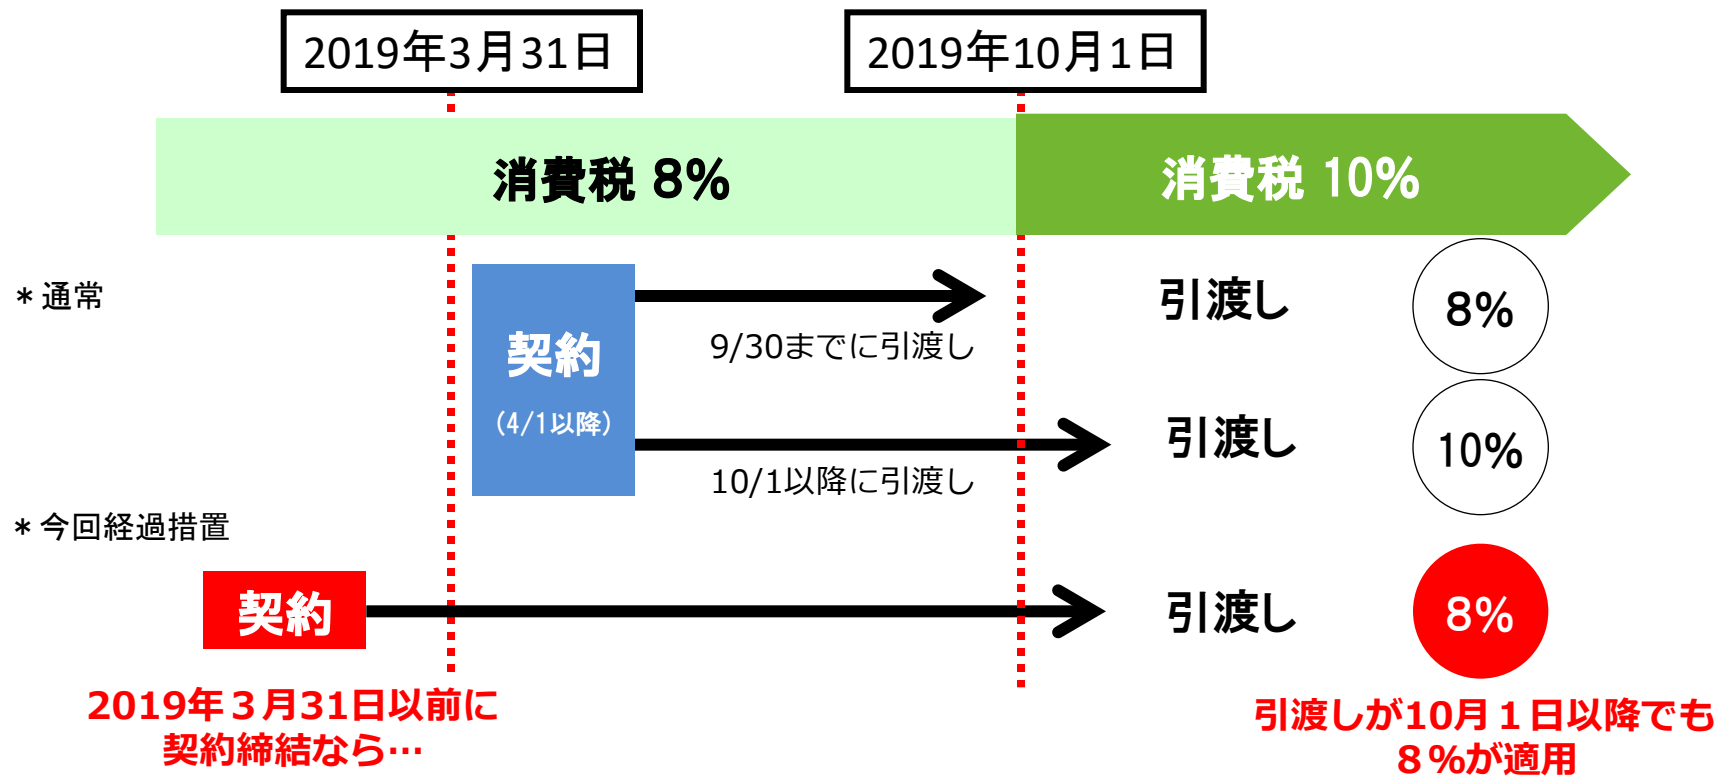 2019年3月31日
2019年10月1日
消費税 8%
消費税 10%
＊通常
契約
（4/1以降）
9/30までに引渡し
引渡し
8%
10/1以降に引渡し
引渡し
10%
＊今回経過措置
契約
引渡し
8%
2019年３月31日以前に
契約締結なら…
引渡しが10月１日以降でも
８％が適用